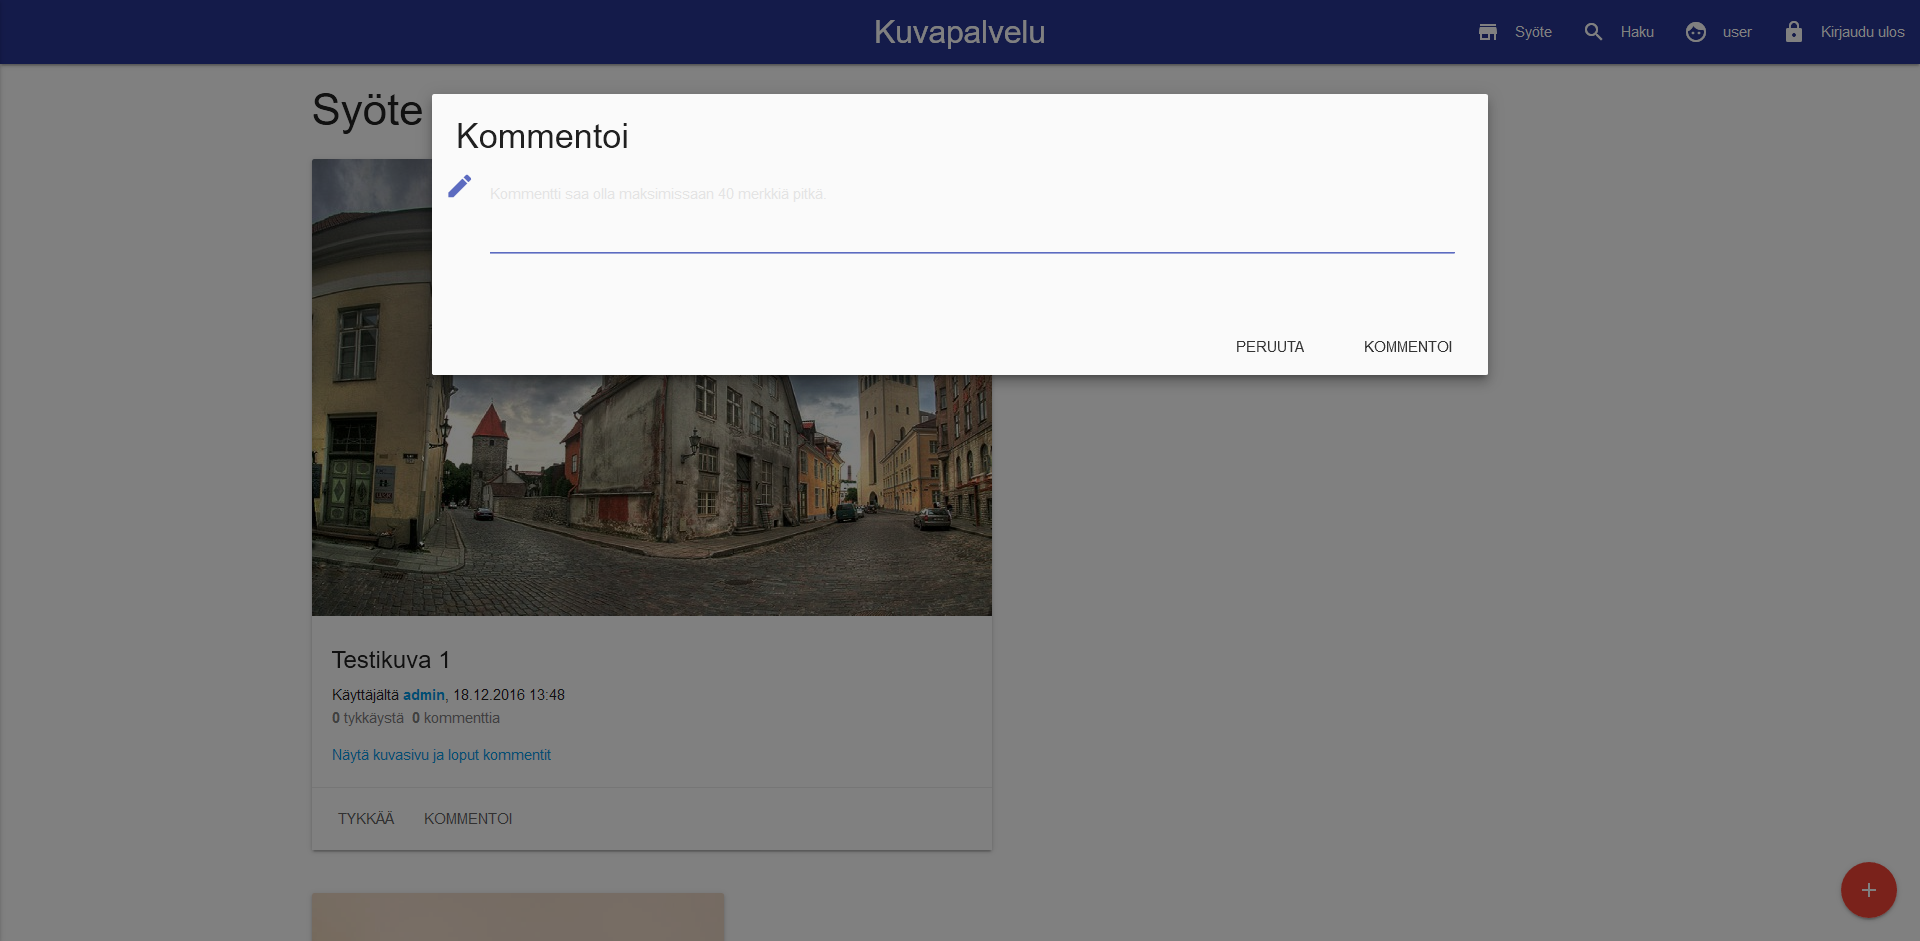 Kuvapalvelu
Syöte
Haku
user
Kirjaudu ulos
Syöte
Kommentoi
Kommentti saa olla maksimissaan 40 merkkiä pitkä.
PERUUTA
KOMMENTOI
Testikuva 1
Käyttäjältä admin, 18.12.2016 13:48
0 tykkäystä 0 kommenttia
Näytä kuvasivu ja loput kommentit
TYKKÄÄ
KOMMENTOI